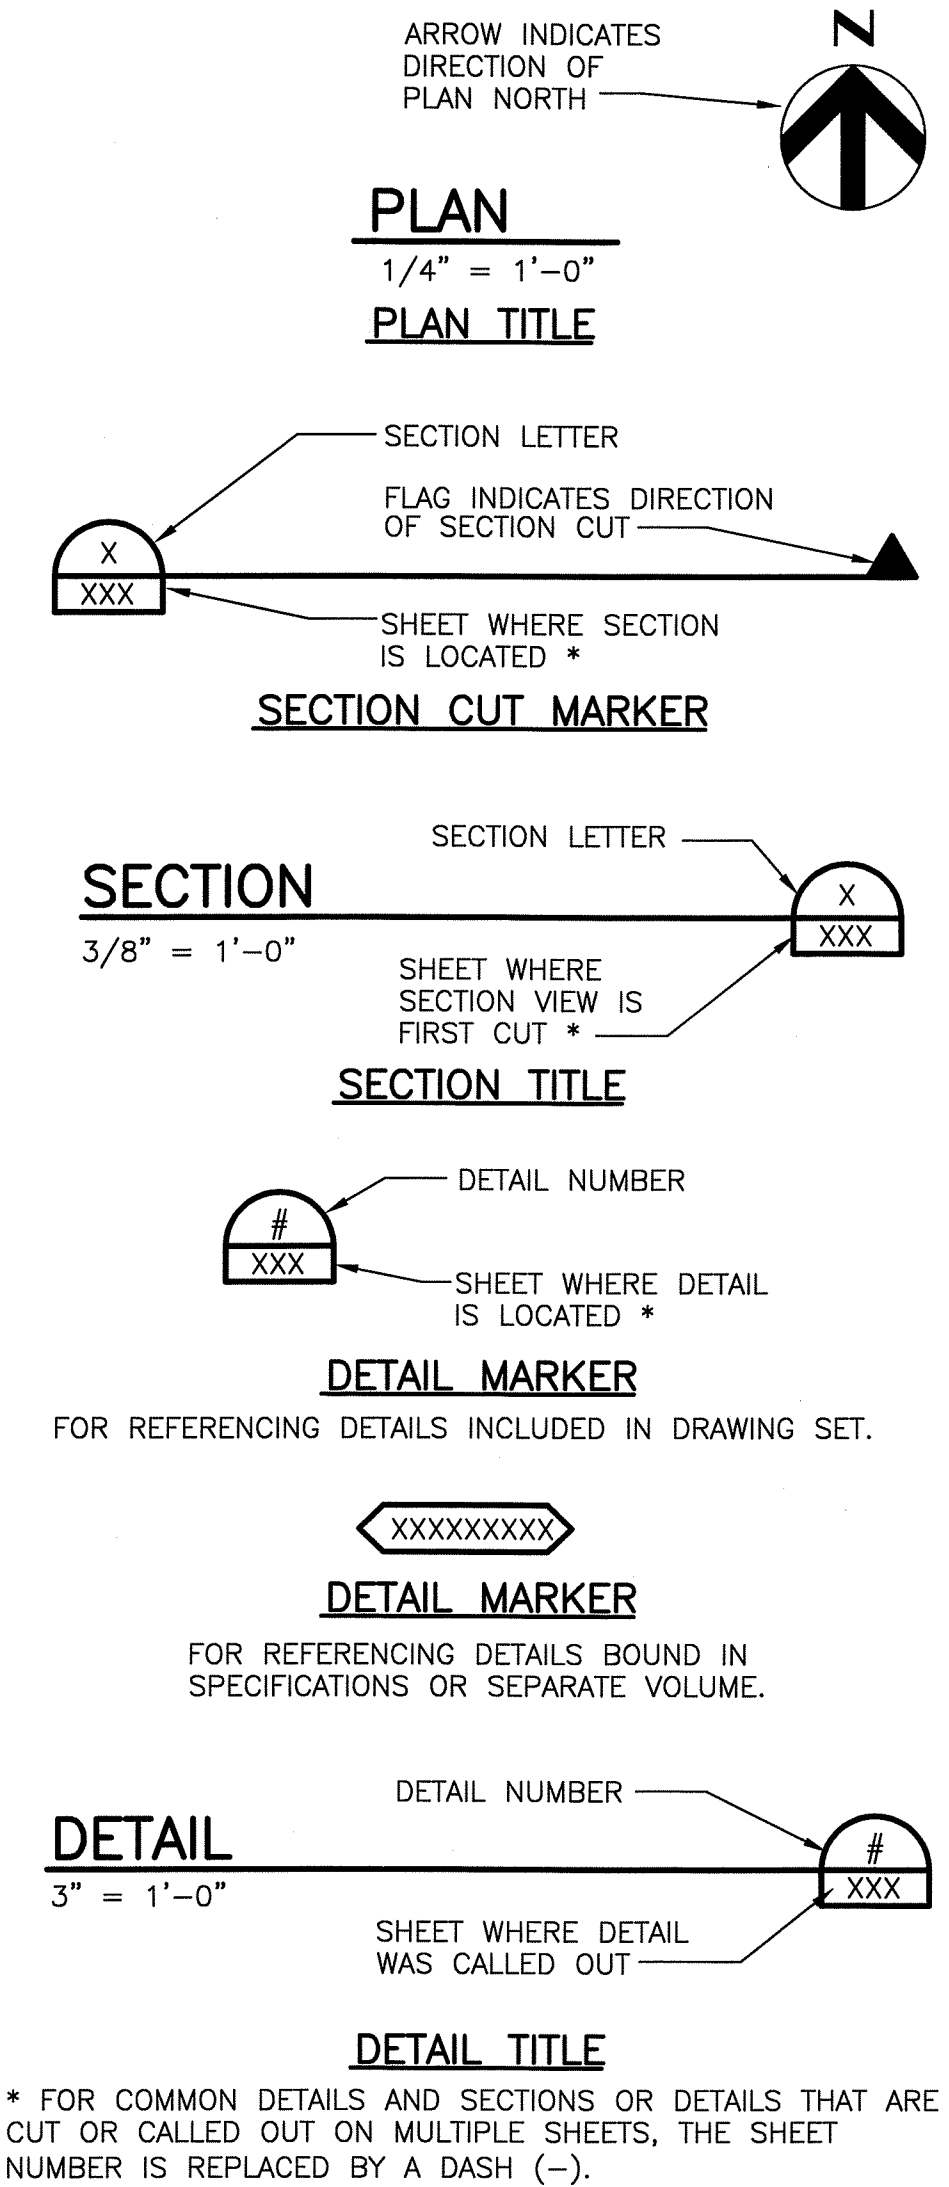 ARROW INDICATES
DIRECTION OF
PLAN NORTH
N
PLAN
1/4" = 1'-0"
PLAN TITLE
SECTION LETTER
FLAG INDICATES DIRECTION
OF SECTION CUT
X
XXX
SHEET WHERE SECTION
IS LOCATED *
SECTION CUT MARKER
SECTION LETTER
SECTION
X
XXX
3/8" = 1'-0"
SHEET WHERE
SECTION VIEW IS
FIRST CUT *
SECTION TITLE
DETAIL NUMBER
#
XXX
SHEET WHERE DETAIL
IS LOCATED *
DETAIL MARKER
FOR REFERENCING DETAILS INCLUDED IN DRAWING SET.
XXXXXXXXX
DETAIL MARKER
FOR REFERENCING DETAILS BOUND IN
SPECIFICATIONS OR SEPARATE VOLUME.
DETAIL NUMBER
DETAIL
#
XXX
3" = 1'-0"
SHEET WHERE DETAIL
WAS CALLED OUT
DETAIL TITLE
* FOR COMMON DETAILS AND SECTIONS OR DETAILS THAT ARE
CUT OR CALLED OUT ON MULTIPLE SHEETS, THE SHEET
NUMBER IS REPLACED BY A DASH (-).